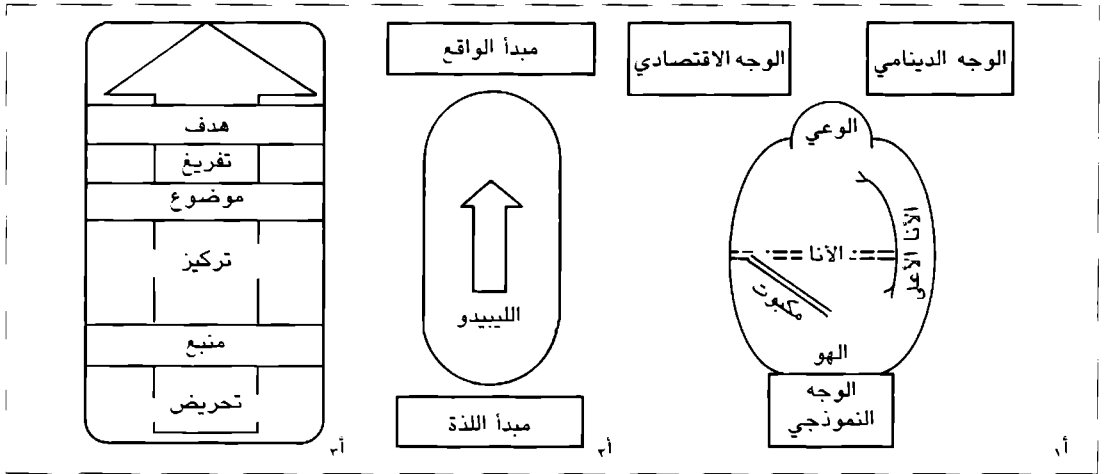 الوجه الدينامي
الوجه الاقتصادي
الوعي
الأنا الأعلى
الأنا
مكبوت
الهو
الوجه
النموذجي
أ١
مبدأ الواقع
الليبيدو
مبدأ اللذة
أ٢
هدف
تفريغ
موضوع
تركيز
منبع
تحريض
أ٣